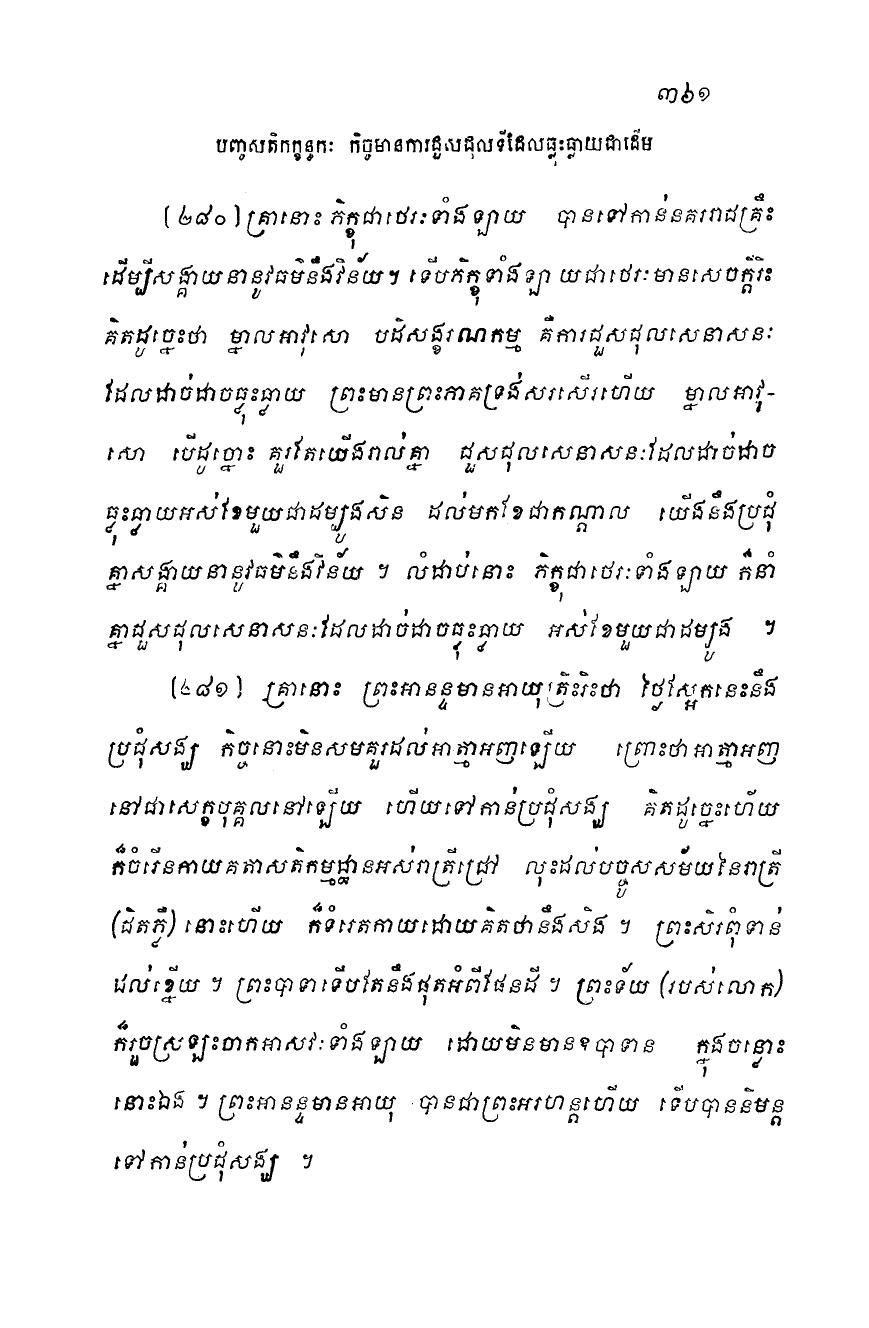 ៣៦១
បញ្ចសតិកក្ខន្ធកៈ កិច្ចមានការជួសជុលទីដែលធ្លុះធ្លាយជាដើម
(២៨០) គ្រានោះ ភិក្ខុជាថេរៈទាំងឡាយ បានទៅកាន់នគររាជគ្រឹះ
ដើម្បីសង្គាយនានូវធម៌និងវិន័យ។ ទើបភិក្ខុទាំងឡាយជាថេរៈមានសេចក្តីរិះ
គិតដូច្នេះថា ម្នាលអាវុសោ បដិសង្ខរណកម្ម គឺការជួសជុលសេនាសនៈ
ដែលដាច់ដាចធ្លុះធ្លាយ ព្រះមានព្រះភាគទ្រង់សរសើរហើយ ម្នាលអាវុ-
សោ បើដូច្នោះ គួរតែយើងរាល់គ្នា ជួសជុលសេនាសនៈដែលដាច់ដាច
ធ្លុះធ្លាយអស់ខែមួយជាដម្បូងសិន ដល់មកខែជាកណ្តាល យើងនឹងប្រជុំ
គ្នាសង្គាយនានូវធម៌និងវិន័យ ។ លំដាប់នោះ ភិក្ខុជាថេរៈទាំងឡាយ ក៏នាំ
គ្នាជួសជុលសេនាសនៈដែលដាច់ដាចធ្លុះធ្លាយ អស់ខែមួយជាដម្បូង ។
(២៨១) គ្រានោះ ព្រះអានន្ទមានអាយុត្រិះរិះថា ថ្ងៃស្អែកនេះនឹង
ប្រជុំសង្ឃ កិច្ចនោះមិនសមគួរដល់អាត្មាអញឡើយ ព្រោះថាអាត្មាអញ
នៅជាសេក្ខបុគ្គលនៅឡើយ ហើយទៅកាន់ប្រជុំសង្ឃ គិតដូច្នេះហើយ
ក៏ចំរើនកាយគតាសតិកម្មដ្ឋានអស់រាត្រីជ្រៅ លុះដល់បច្ចូសសម័យនៃរាត្រី
(ជិតភ្លឺ) នោះហើយ ក៏ទំរេតកាយដោយគិតថានឹងសិង ។ ព្រះសិរពុំទាន់
ដល់ខ្នើយ ។ ព្រះបាទាទើបតែនឹងផុតអំពីផែនដី ។ ព្រះទ័យ (របស់លោក)
ក៏រួចស្រឡះចាកអាសវៈទាំងឡាយ ដោយមិនមានឧបាទាន ក្នុងចន្លោះ
នោះឯង ។ ព្រះអានន្ទមានអាយុ បានជាព្រះអរហន្តហើយ ទើបបាននិមន្ត
ទៅកាន់ប្រជុំសង្ឃ ។